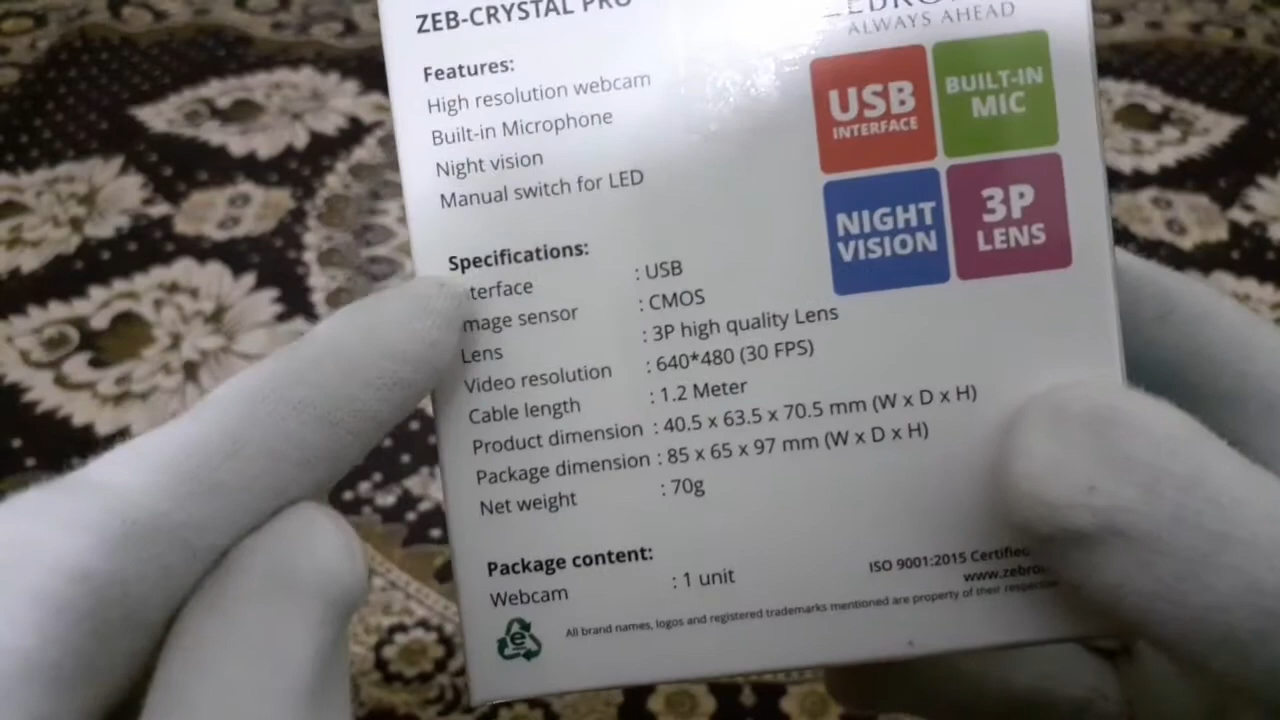 ZEB-CRYSTAL PRO
ALWAYS AHEAD
Features:
High resolution webcam
Built-in Microphone
Night vision
Manual switch for LED
USB
INTERFACE
BUILT-IN
MIC
NIGHT
VISION
3P
LENS
Specifications:
terface : USB
mage sensor : CMOS
Lens : 3P high quality Lens
Video resolution : 640*480 (30 FPS)
Cable length : 1.2 Meter
Product dimension : 40.5 x 63.5 x 70.5 mm (W x D x H)
Package dimension : 85 x 65 x 97 mm (W x D x H)
Net weight : 70g
Package content:
Webcam : 1 unit
ISO 9001:2015 Certified
www.zebro
All brand names, logos and registered trademarks mentioned are property of their respective